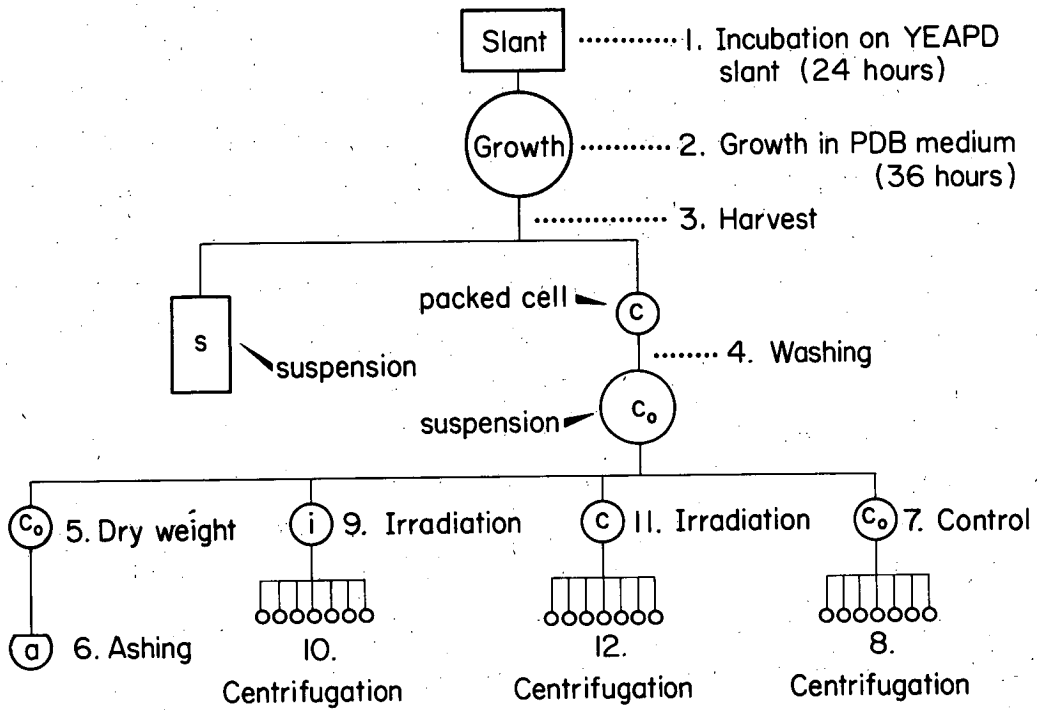 Slant ............ 1. Incubation on YEAPD
slant (24 hours)
Growth .......... 2. Growth in PDB medium
(36 hours)
............. 3. Harvest
packed cell
C
s
suspension
....... 4. Washing
suspension
C₀
C₀ 5. Dry weight
i 9. Irradiation
C 11. Irradiation
C₀ 7. Control
a 6. Ashing
10.
Centrifugation
12.
Centrifugation
8.
Centrifugation